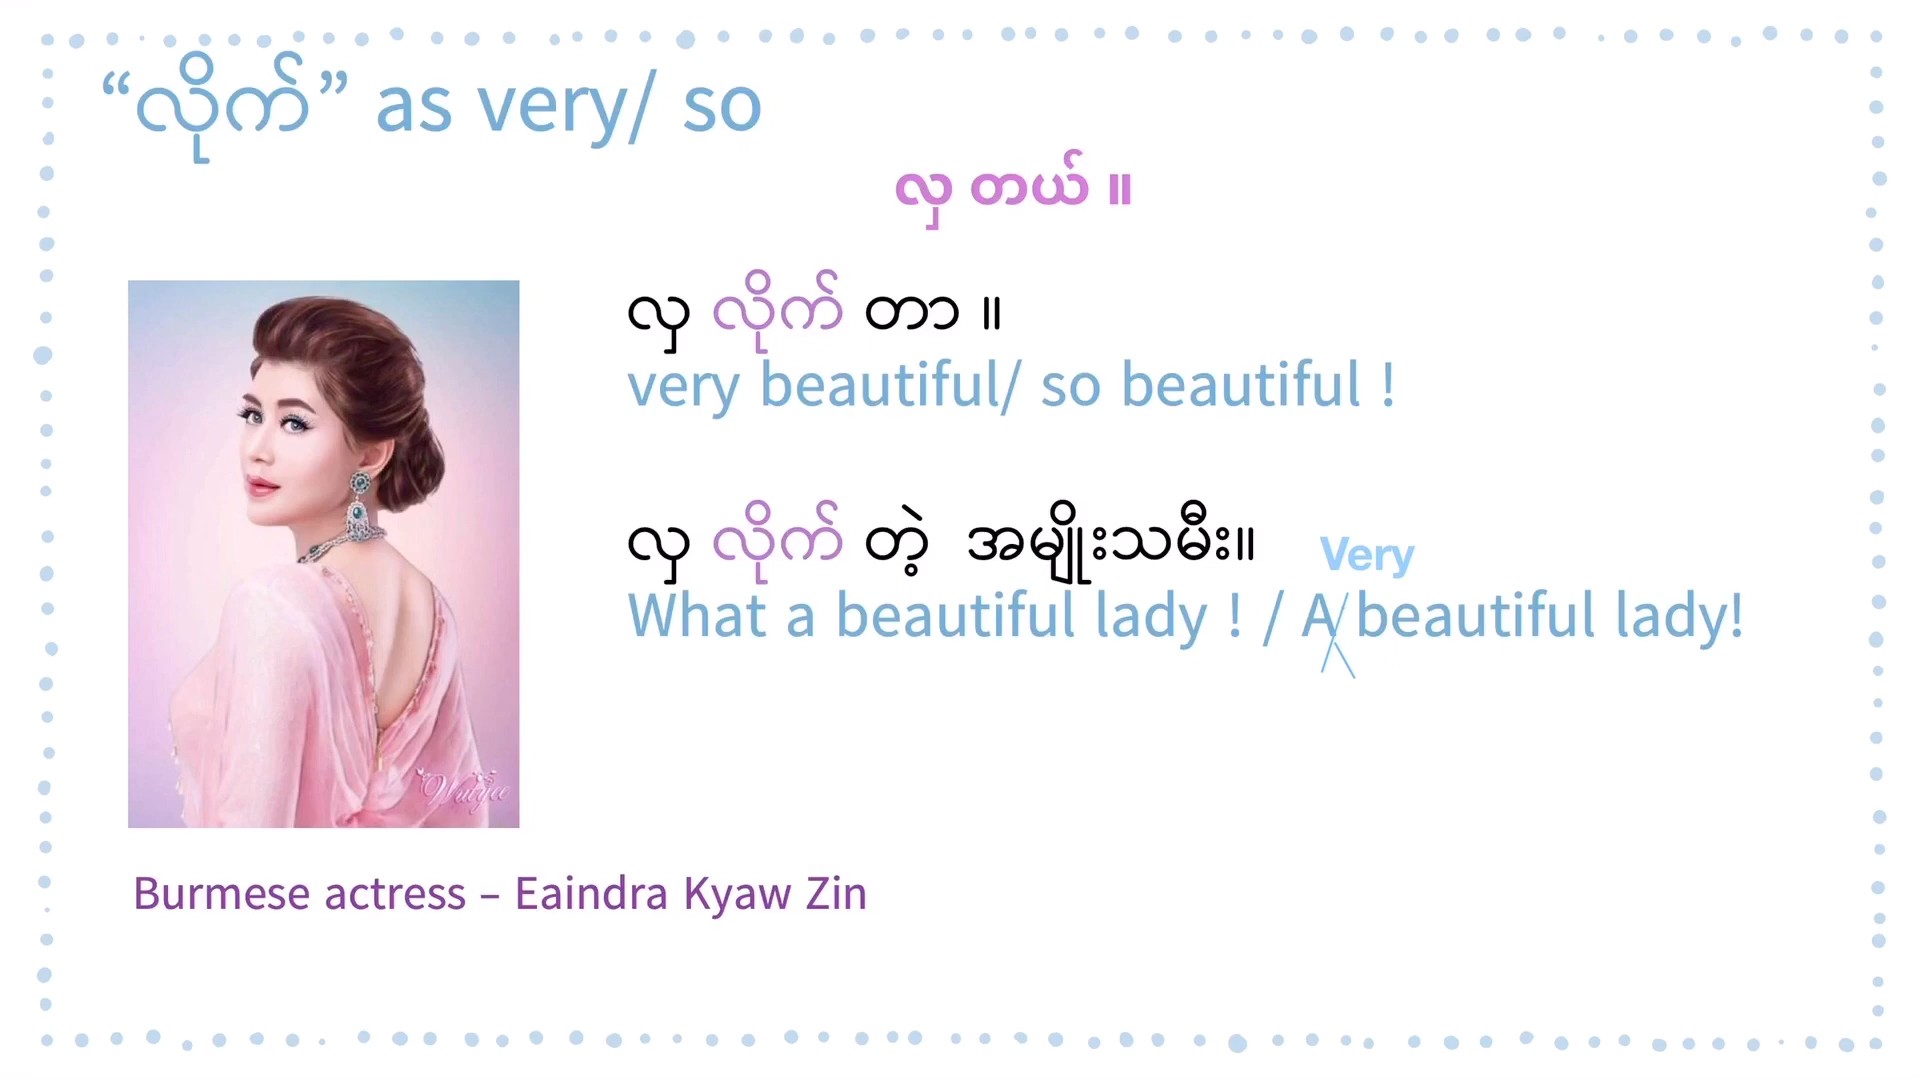 “လိုက်” as very/ so
လှ တယ် ။
လှ လိုက် တာ ။
very beautiful/ so beautiful !
လှ လိုက် တဲ့ အမျိုးသမီး။
Very
What a beautiful lady ! / A beautiful lady!
Wutyee
Burmese actress – Eaindra Kyaw Zin